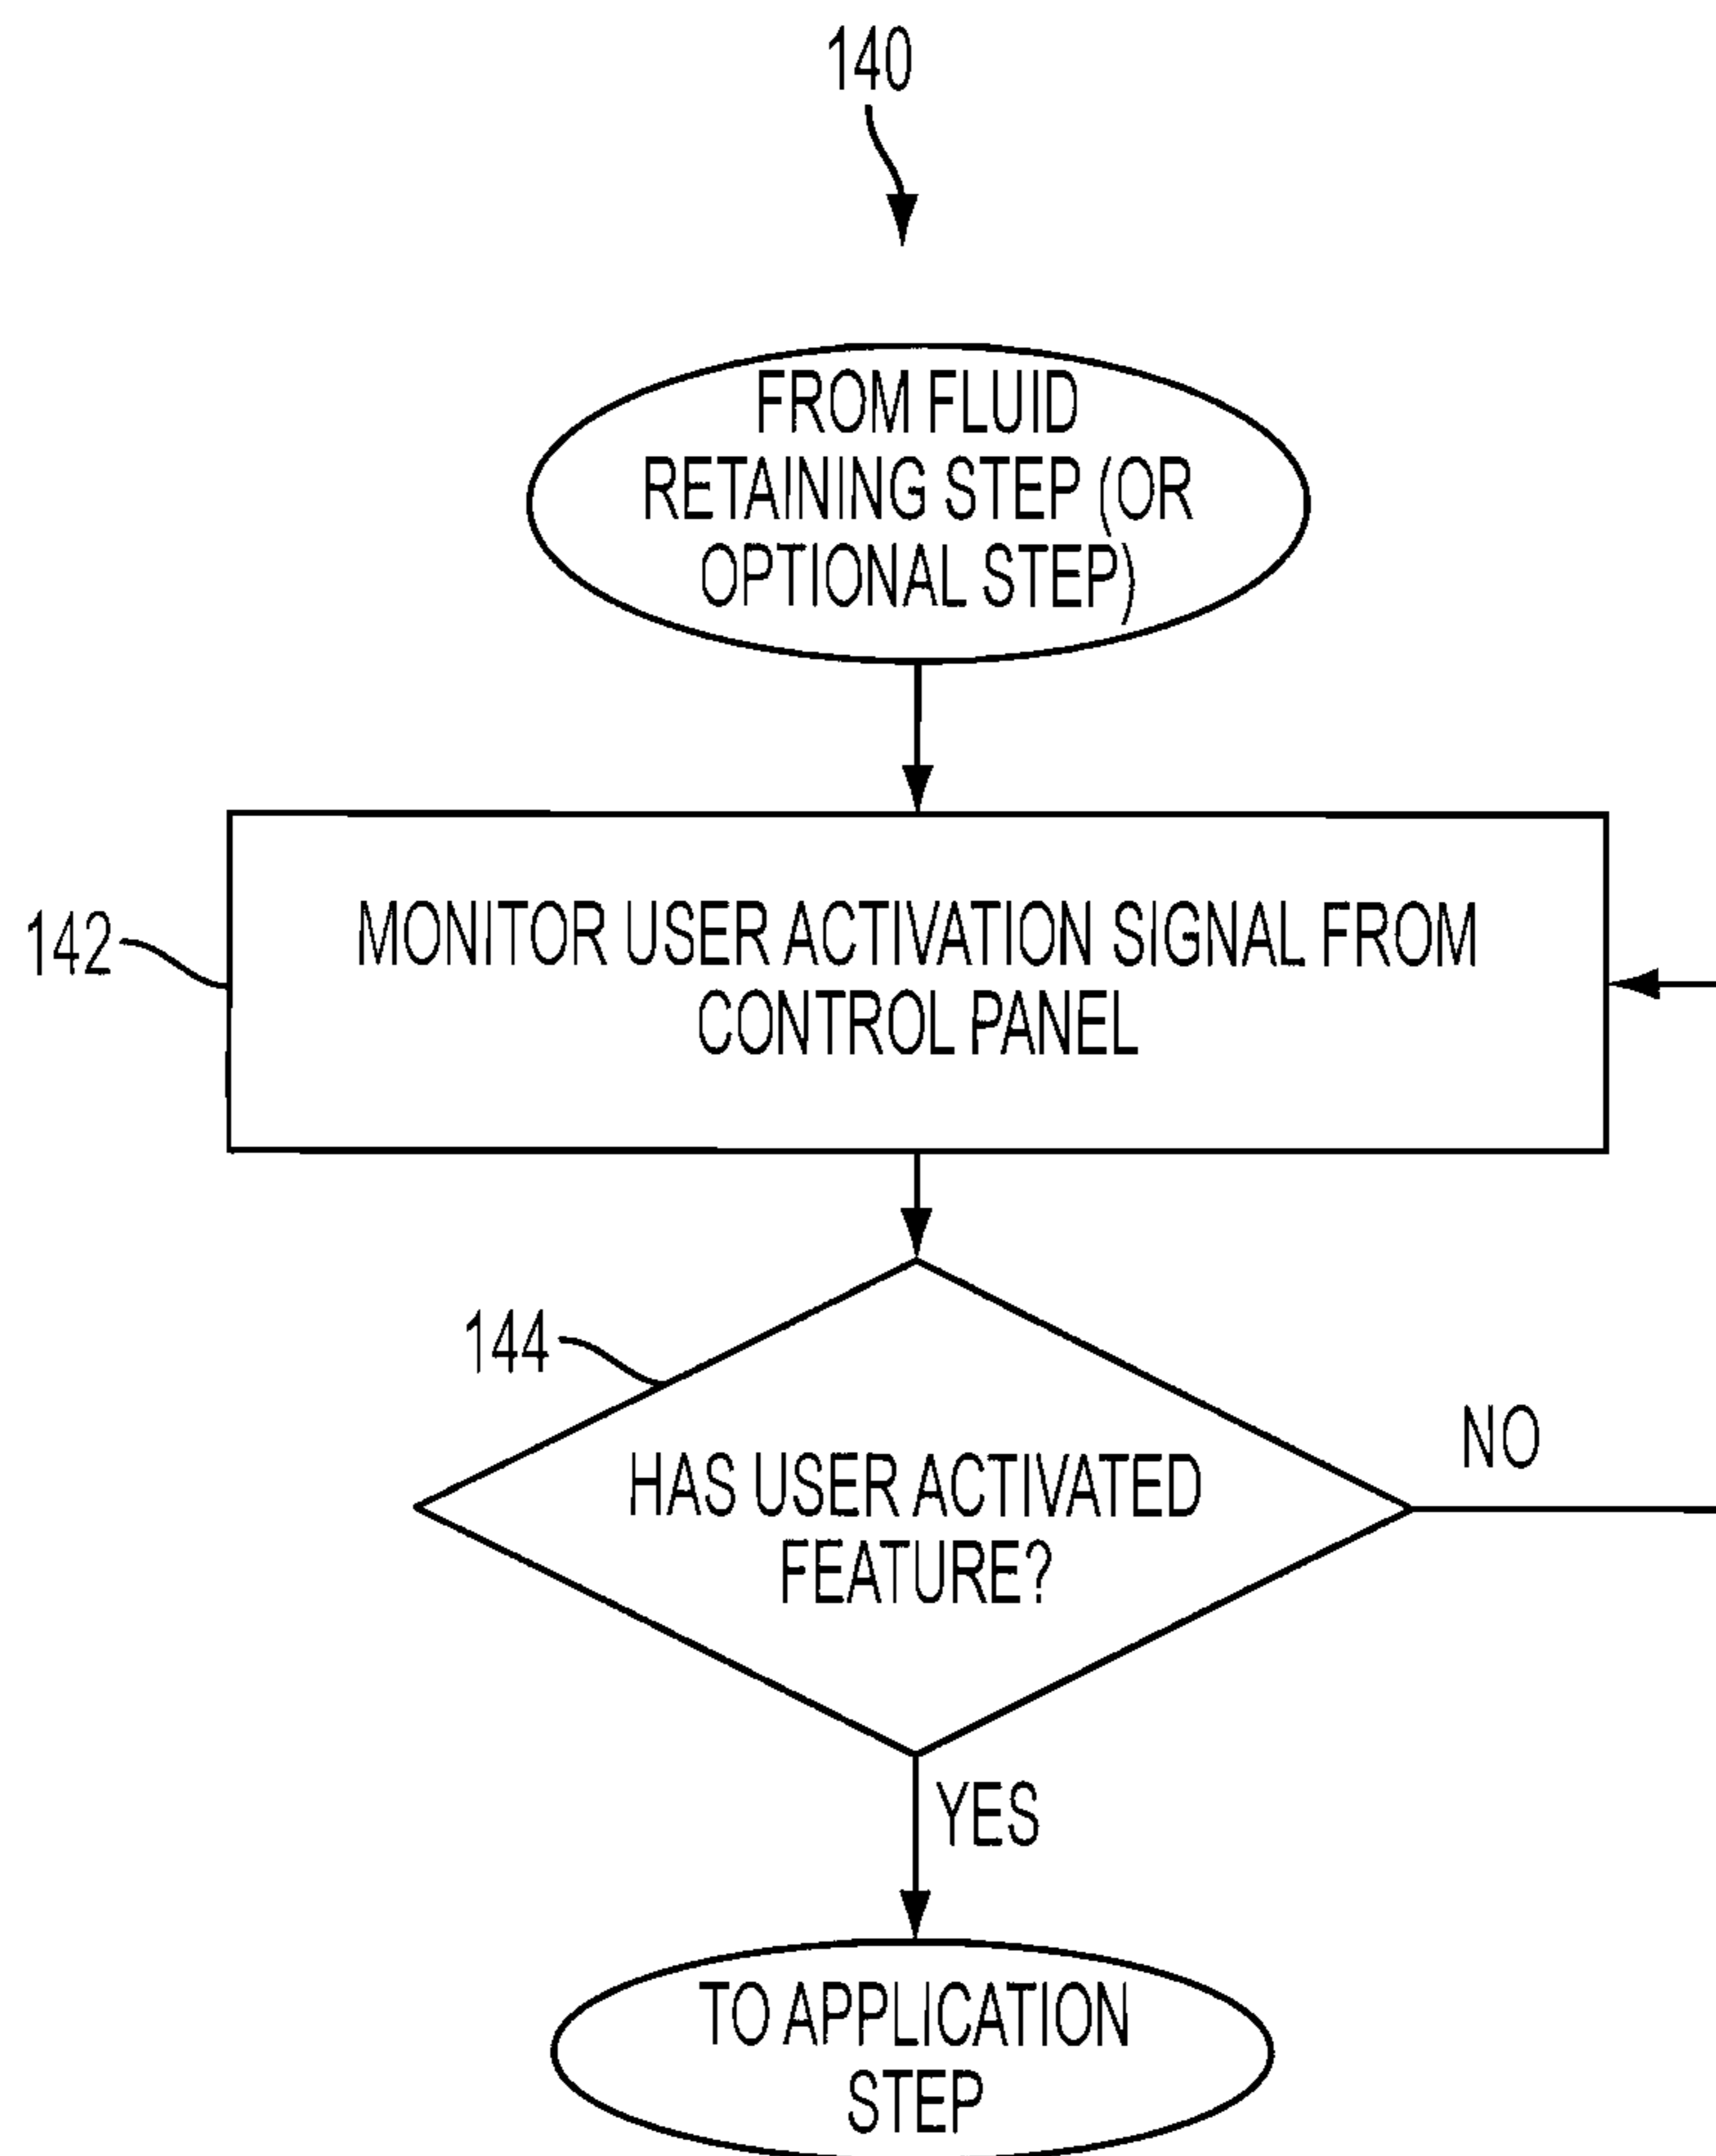 140
FROM FLUID
RETAINING STEP (OR
OPTIONAL STEP)
142
MONITOR USER ACTIVATION SIGNAL FROM
CONTROL PANEL
144
HAS USER ACTIVATED
FEATURE?
NO
YES
TO APPLICATION
STEP